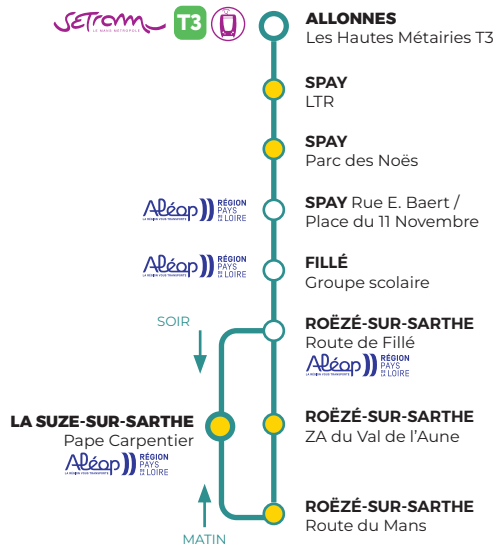 SETRAM
LE MANS MÉTROPOLE
T3
ALLONNES
Les Hautes Métairies T3
SPAY
LTR
SPAY
Parc des Noës
Aléop
RÉGION
PAYS
DE LA
LOIRE
SPAY Rue E. Baert /
Place du 11 Novembre
Aléop
RÉGION
PAYS
DE LA
LOIRE
FILLÉ
Groupe scolaire
SOIR
ROËZÉ-SUR-SARTHE
Route de Fillé
Aléop
RÉGION
PAYS
DE LA
LOIRE
LA SUZE-SUR-SARTHE
Pape Carpentier
Aléop
RÉGION
PAYS
DE LA
LOIRE
ROËZÉ-SUR-SARTHE
ZA du Val de l'Aune
ROËZÉ-SUR-SARTHE
Route du Mans
MATIN